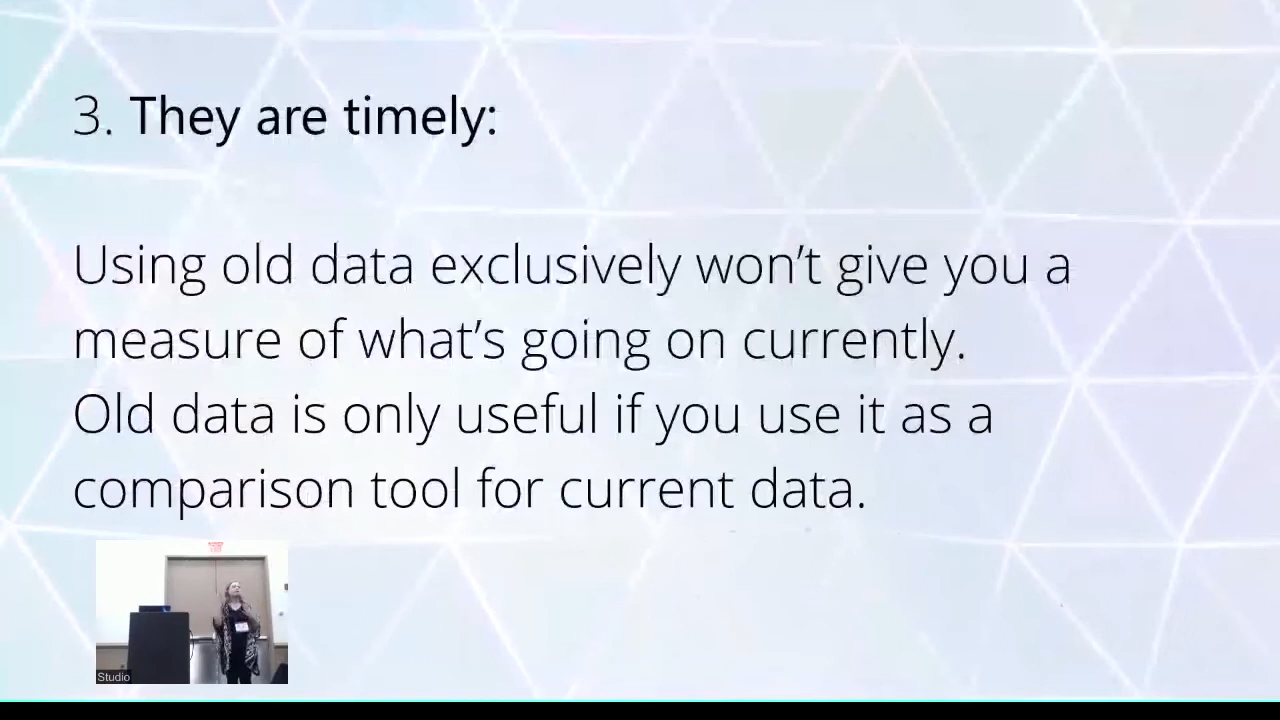 3. They are timely:
Using old data exclusively won’t give you a
measure of what’s going on currently.
Old data is only useful if you use it as a
comparison tool for current data.
Studio